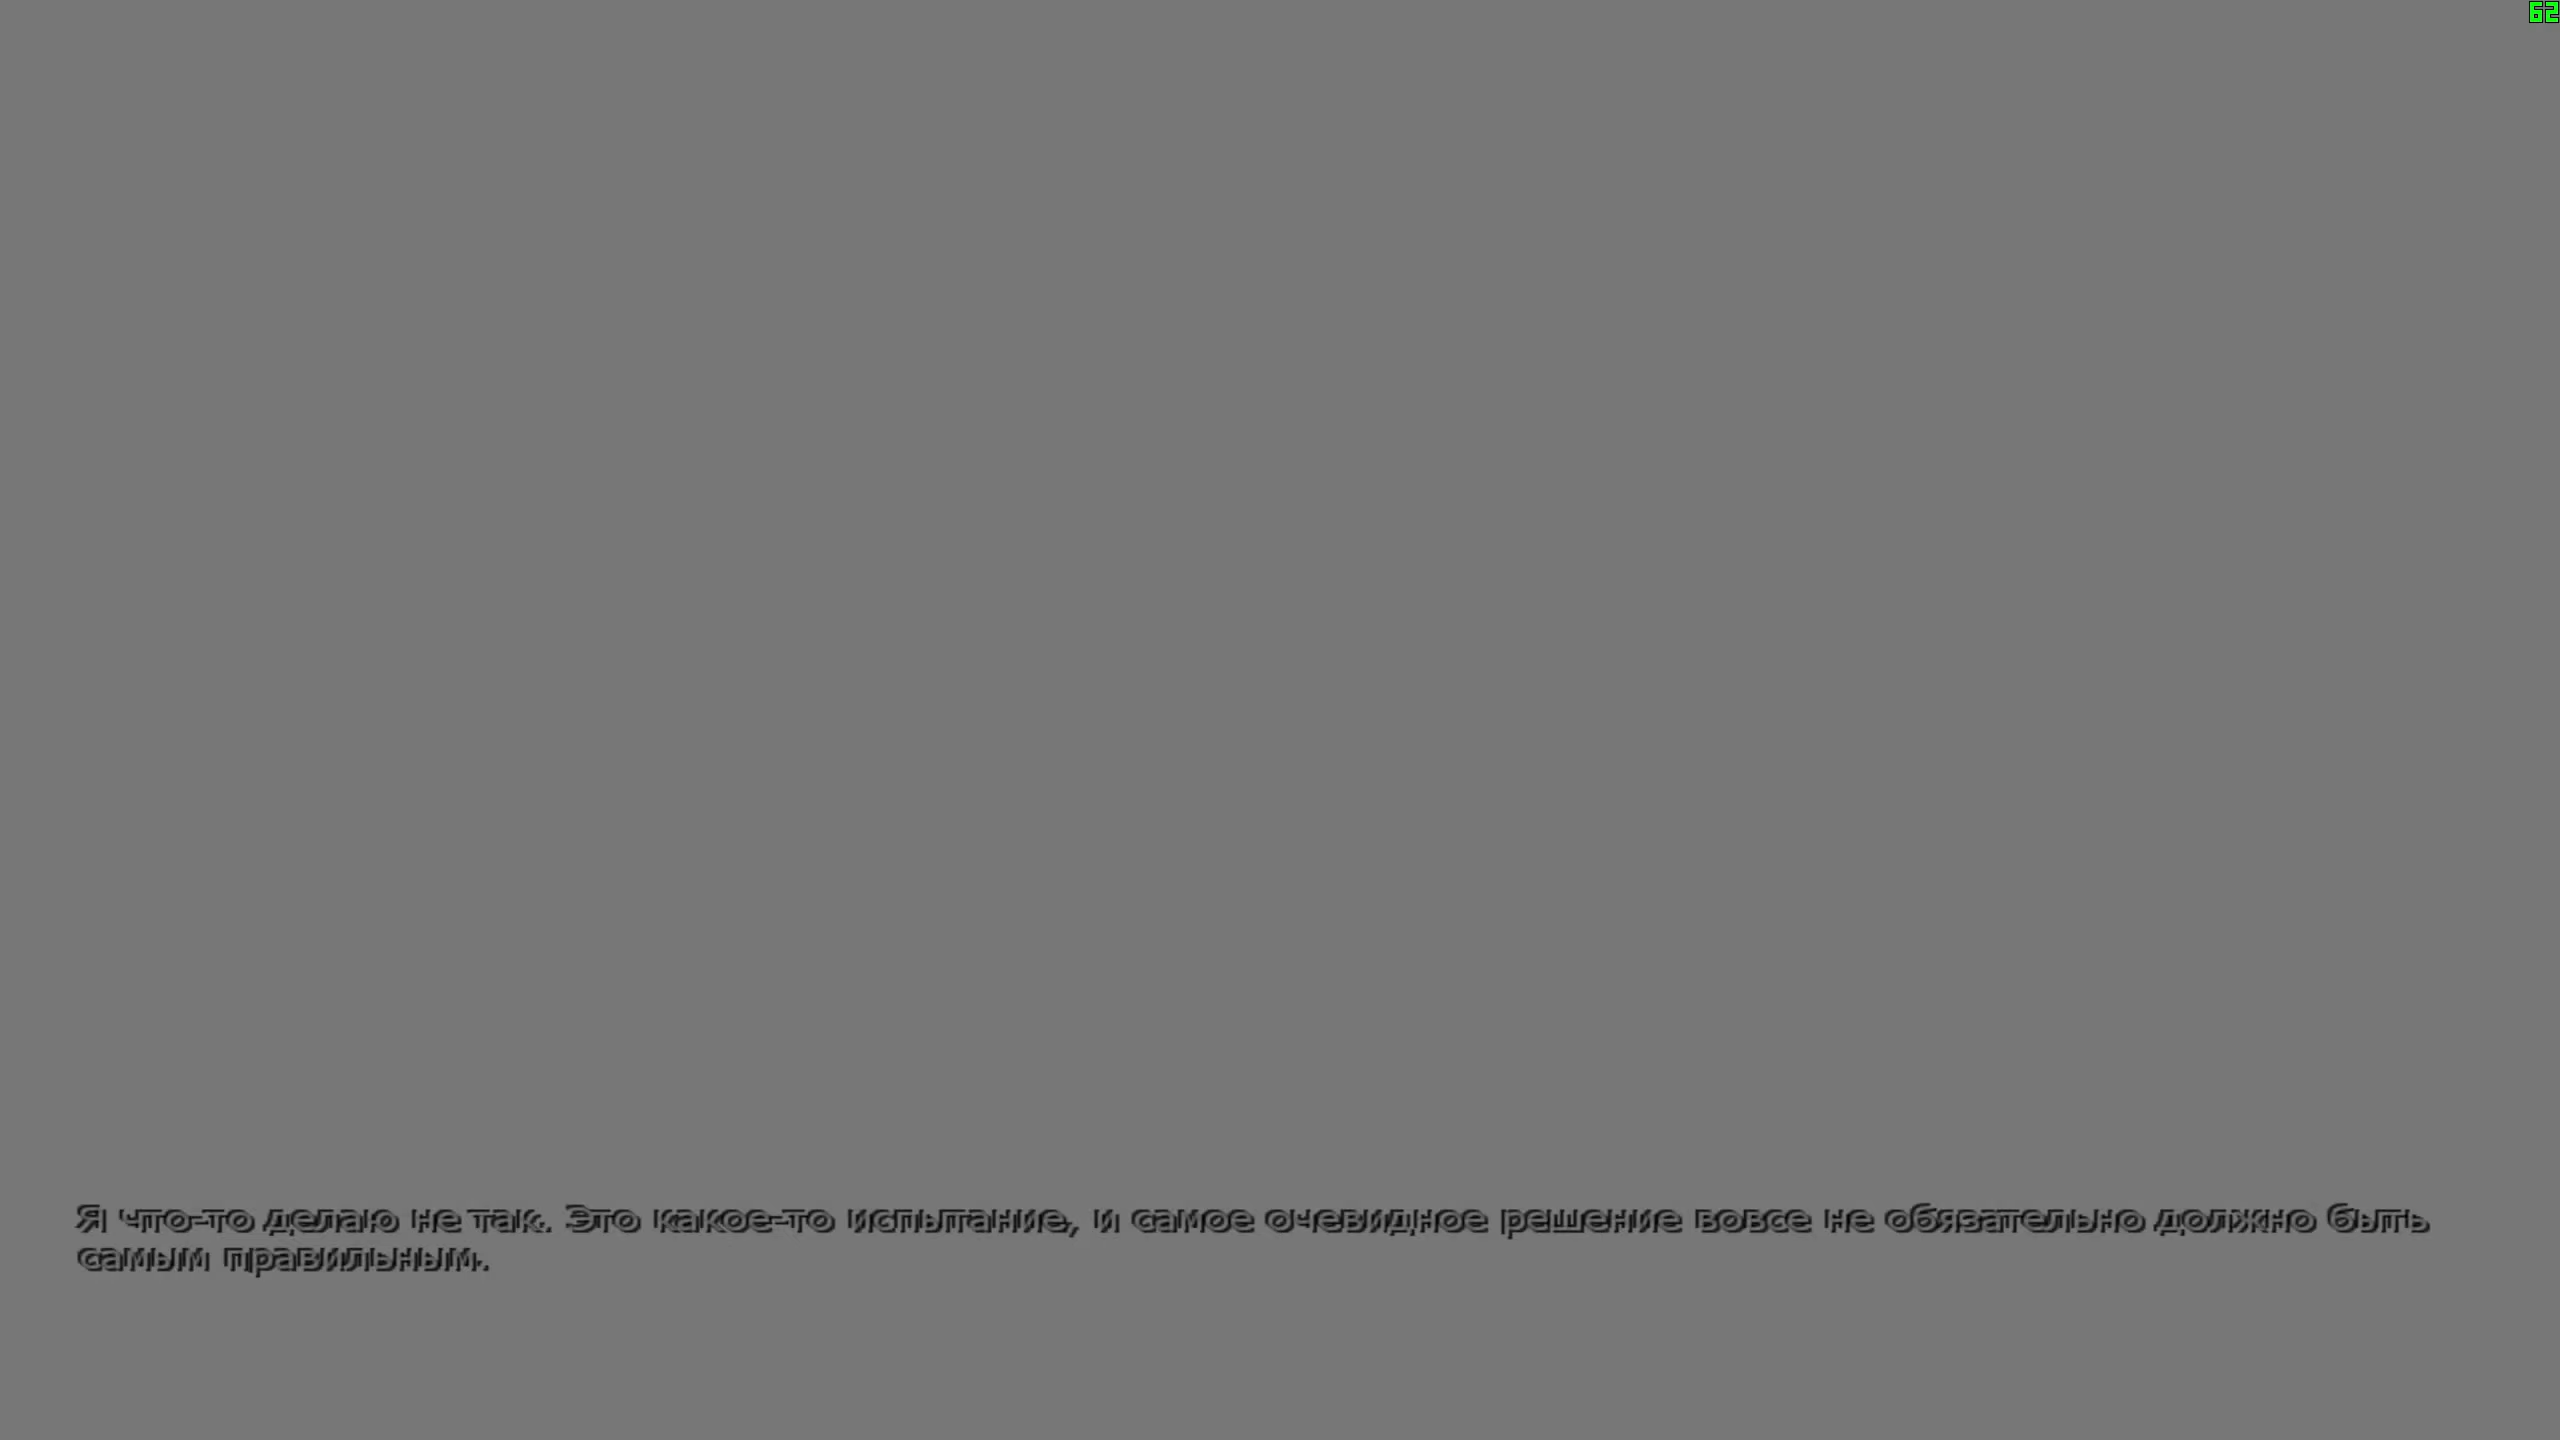 62
Я что-то делаю не так. Это какое-то испытание, и самое очевидное решение вовсе не обязательно должно быть
самым правильным.